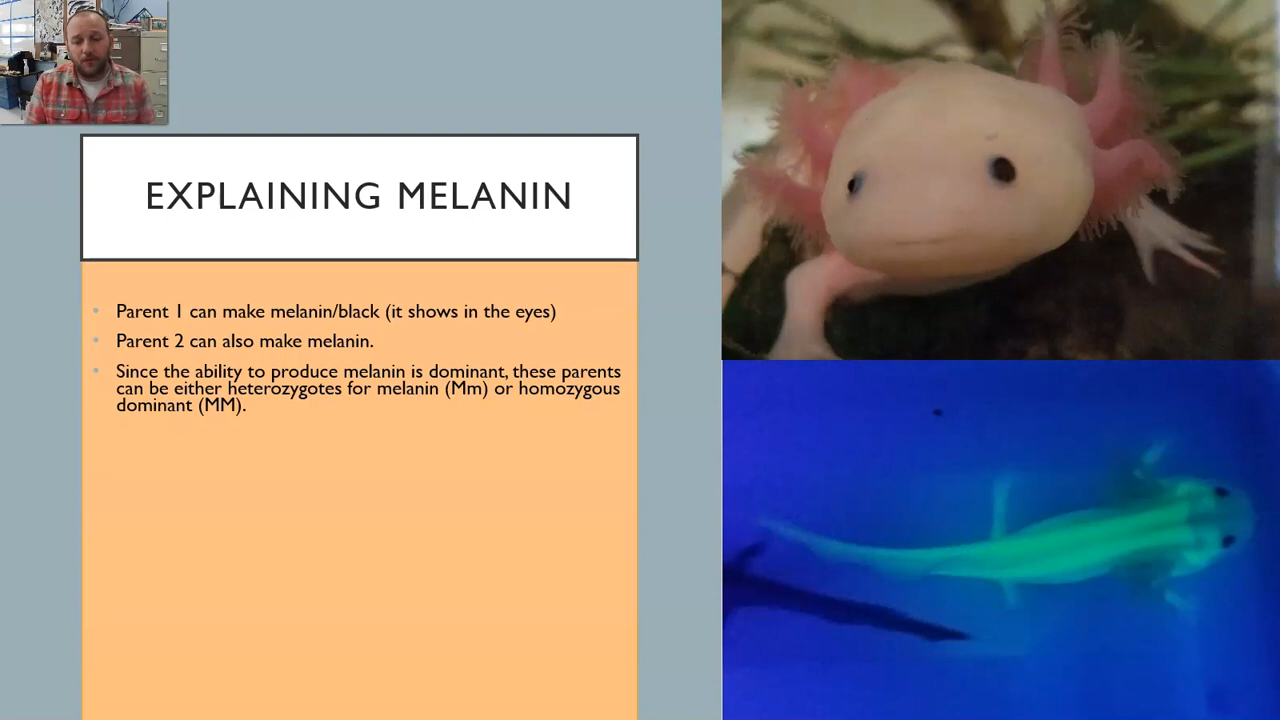 EXPLAINING MELANIN
• Parent 1 can make melanin/black (it shows in the eyes)
• Parent 2 can also make melanin.
• Since the ability to produce melanin is dominant, these parents
can be either heterozygotes for melanin (Mm) or homozygous
dominant (MM).